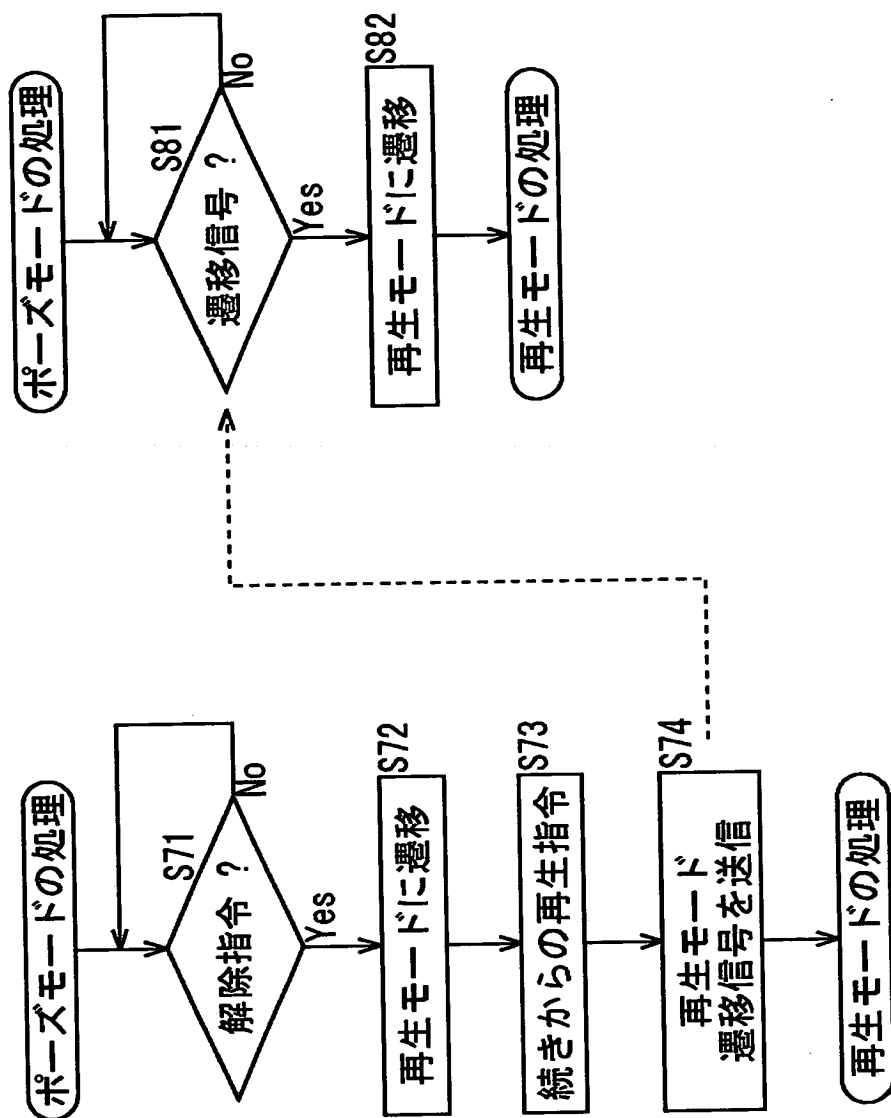 ポーズモードの処理
S71
解除指令 ?
No
Yes
S72
再生モードに遷移
S73
続きからの再生指令
S74
再生モード
遷移信号を送信
再生モードの処理
ポーズモードの処理
S81
遷移信号 ?
No
Yes
S82
再生モードに遷移
再生モードの処理